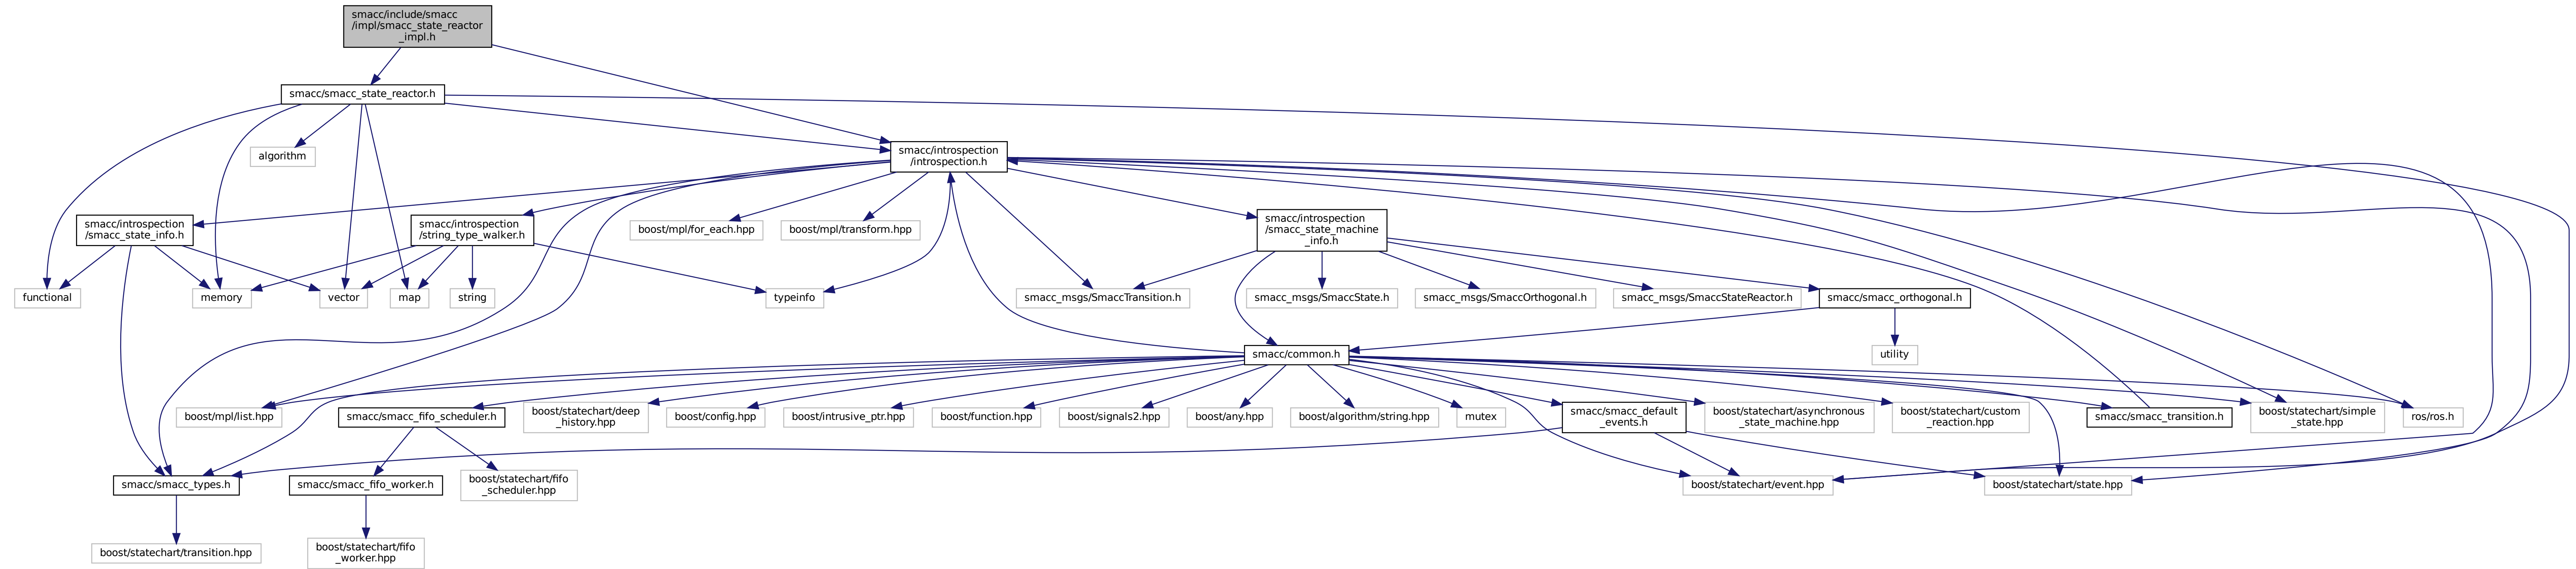 smacc/include/smacc
/impl/smacc_state_reactor
_impl.h
smacc/smacc_state_reactor.h
algorithm
smacc/introspection
/introspection.h
smacc/introspection
/smacc_state_info.h
smacc/introspection
/string_type_walker.h
boost/mpl/for_each.hpp
boost/mpl/transform.hpp
smacc/introspection
/smacc_state_machine
_info.h
functional
memory
vector
map
string
typeinfo
smacc_msgs/SmaccTransition.h
smacc_msgs/SmaccState.h
smacc_msgs/SmaccOrthogonal.h
smacc_msgs/SmaccStateReactor.h
smacc/smacc_orthogonal.h
smacc/common.h
utility
boost/mpl/list.hpp
smacc/smacc_fifo_scheduler.h
boost/statechart/deep
_history.hpp
boost/config.hpp
boost/intrusive_ptr.hpp
boost/function.hpp
boost/signals2.hpp
boost/any.hpp
boost/algorithm/string.hpp
mutex
smacc/smacc_default
_events.h
boost/statechart/asynchronous
_state_machine.hpp
boost/statechart/custom
_reaction.hpp
smacc/smacc_transition.h
boost/statechart/simple
_state.hpp
ros/ros.h
smacc/smacc_types.h
smacc/smacc_fifo_worker.h
boost/statechart/fifo
_scheduler.hpp
boost/statechart/event.hpp
boost/statechart/state.hpp
boost/statechart/transition.hpp
boost/statechart/fifo
_worker.hpp